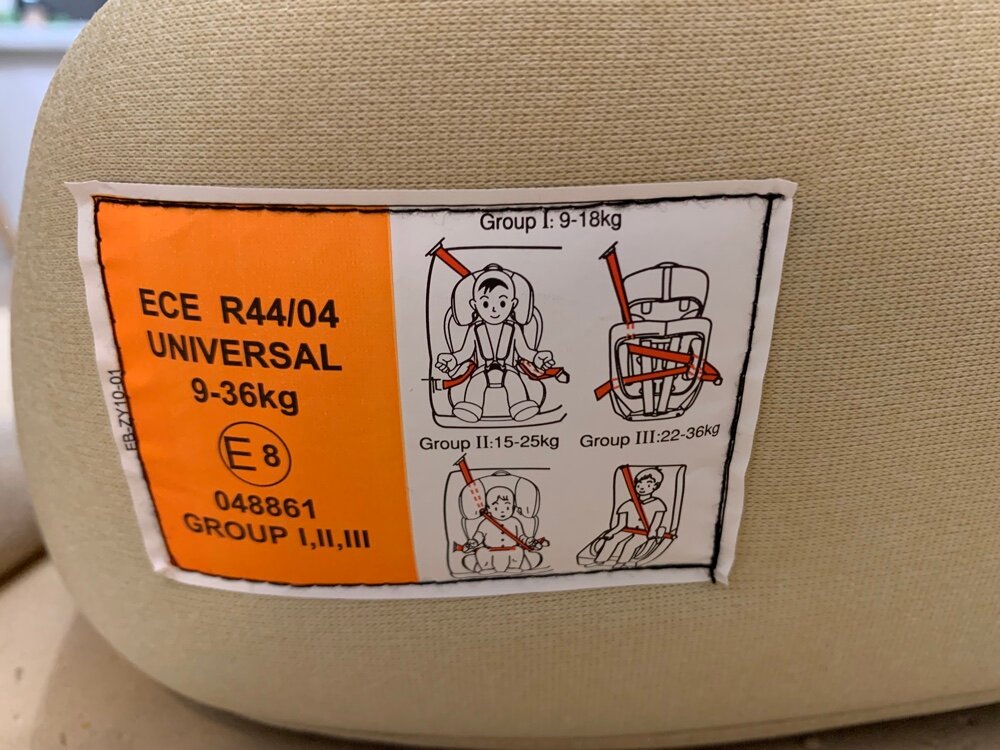 ECE R44/04
UNIVERSAL
9-36kg
E 8
048861
GROUP I,II,III
EB-ZY10-01
Group I: 9-18kg
Group II:15-25kg
Group III:22-36kg